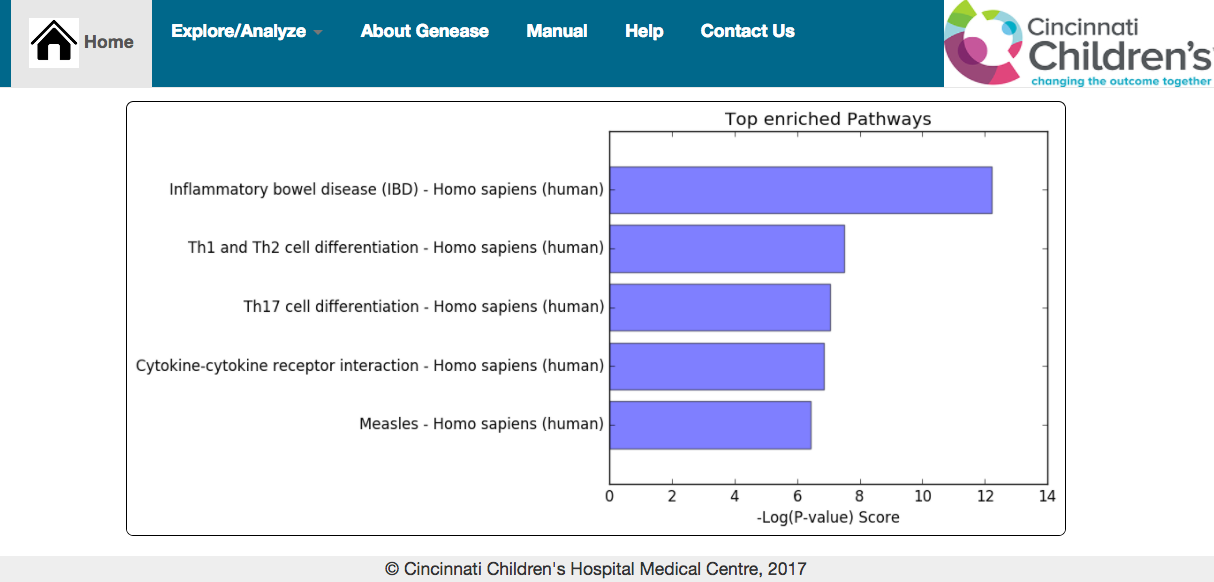 Home
Explore/Analyze
About Genease
Manual
Help
Contact Us
Cincinnati
Children's
changing the outcome together
Top enriched Pathways
Inflammatory bowel disease (IBD) - Homo sapiens (human)
Th1 and Th2 cell differentiation - Homo sapiens (human)
Th17 cell differentiation - Homo sapiens (human)
Cytokine-cytokine receptor interaction - Homo sapiens (human)
Measles - Homo sapiens (human)
0 2 4 6 8 10 12 14
-Log(P-value) Score
© Cincinnati Children's Hospital Medical Centre, 2017